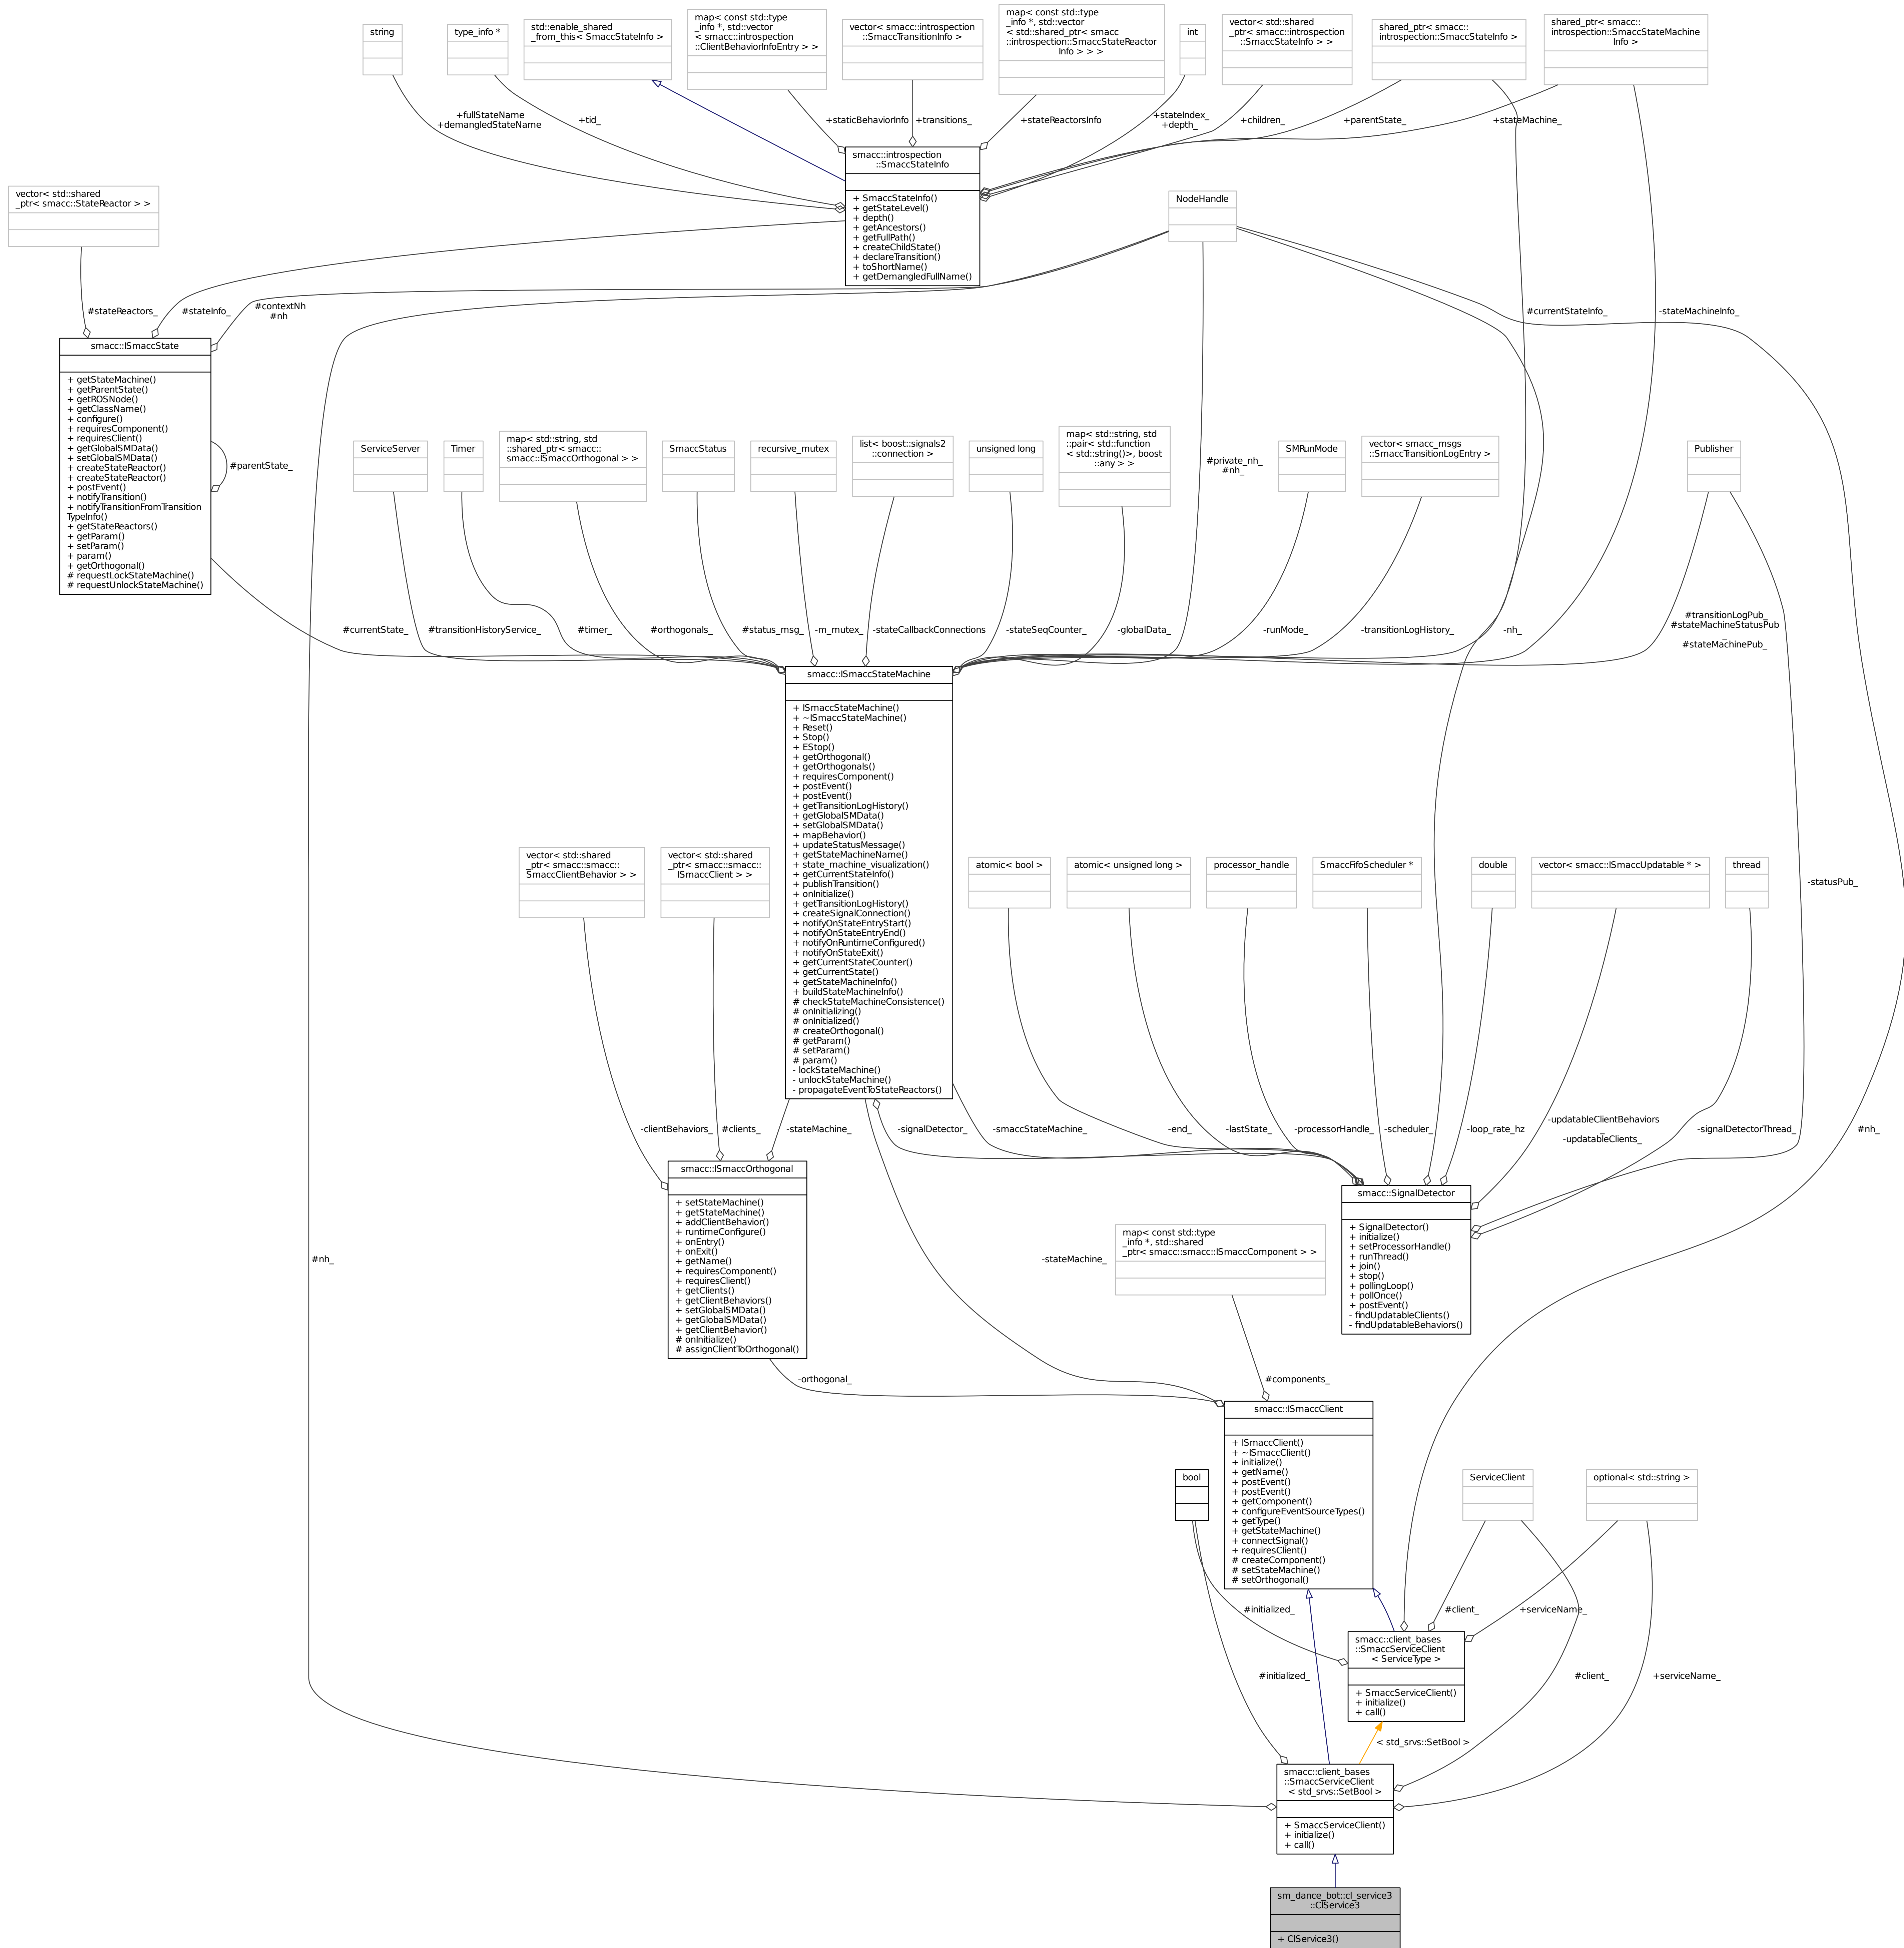 string
type_info *
std::enable_shared
_from_this< SmaccStateInfo >
map< const std::type
_info *, std::vector
< smacc::introspection
::ClientBehaviorInfoEntry > >
vector< smacc::introspection
::SmaccTransitionInfo >
map< const std::type
_info *, std::vector
< std::shared_ptr< smacc
::introspection::SmaccStateReactor
Info > > >
int
vector< std::shared
_ptr< smacc::introspection
::SmaccStateInfo > >
shared_ptr< smacc::
introspection::SmaccStateInfo >
shared_ptr< smacc::
introspection::SmaccStateMachine
Info >
+fullStateName
+demangledStateName
+tid_
+staticBehaviorInfo
+transitions_
+stateReactorsInfo
+stateIndex_
+depth_
+children_
+parentState_
+stateMachine_
smacc::introspection
::SmaccStateInfo
+ SmaccStateInfo()
+ getStateLevel()
+ depth()
+ getAncestors()
+ getFullPath()
+ createChildState()
+ declareTransition()
+ toShortName()
+ getDemangledFullName()
vector< std::shared
_ptr< smacc::StateReactor > >
NodeHandle
#stateReactors_
#stateInfo_
#contextNh
#nh
#currentStateInfo_
-stateMachineInfo_
smacc::ISmaccState
+ getStateMachine()
+ getParentState()
+ getROSNode()
+ getClassName()
+ configure()
+ requiresComponent()
+ requiresClient()
+ getGlobalSMData()
+ setGlobalSMData()
+ createStateReactor()
+ createStateReactor()
+ postEvent()
+ notifyTransition()
+ notifyTransitionFromTransition
TypeInfo()
+ getStateReactors()
+ getParam()
+ setParam()
+ param()
+ getOrthogonal()
# requestLockStateMachine()
# requestUnlockStateMachine()
#parentState_
ServiceServer
Timer
map< std::string, std
::shared_ptr< smacc::
smacc::ISmaccOrthogonal > >
SmaccStatus
recursive_mutex
list< boost::signals2
::connection >
unsigned long
map< std::string, std
::pair< std::function
< std::string()>, boost
::any > >
#private_nh_
#nh_
SMRunMode
vector< smacc_msgs
::SmaccTransitionLogEntry >
Publisher
#currentState_
#transitionHistoryService_
#timer_
#orthogonals_
#status_msg_
-m_mutex_
-stateCallbackConnections
-stateSeqCounter_
-globalData_
-runMode_
-transitionLogHistory_
-nh_
#transitionLogPub_
#stateMachineStatusPub
_
#stateMachinePub_
smacc::ISmaccStateMachine
+ ISmaccStateMachine()
+ ~ISmaccStateMachine()
+ Reset()
+ Stop()
+ EStop()
+ getOrthogonal()
+ getOrthogonals()
+ requiresComponent()
+ postEvent()
+ postEvent()
+ getTransitionLogHistory()
+ getGlobalSMData()
+ setGlobalSMData()
+ mapBehavior()
+ updateStatusMessage()
+ getStateMachineName()
+ state_machine_visualization()
+ getCurrentStateInfo()
+ publishTransition()
+ onInitialize()
+ getTransitionLogHistory()
+ createSignalConnection()
+ notifyOnStateEntryStart()
+ notifyOnStateEntryEnd()
+ notifyOnRuntimeConfigured()
+ notifyOnStateExit()
+ getCurrentStateCounter()
+ getCurrentState()
+ getStateMachineInfo()
+ buildStateMachineInfo()
# checkStateMachineConsistence()
# onInitializing()
# onInitialized()
# createOrthogonal()
# getParam()
# setParam()
# param()
- lockStateMachine()
- unlockStateMachine()
- propagateEventToStateReactors()
vector< std::shared
_ptr< smacc::smacc::
SmaccClientBehavior > >
vector< std::shared
_ptr< smacc::smacc::
ISmaccClient > >
atomic< bool >
atomic< unsigned long >
processor_handle
SmaccFifoScheduler *
double
vector< smacc::ISmaccUpdatable * >
thread
-statusPub_
-clientBehaviors_
#clients_
-stateMachine_
-signalDetector_
-smaccStateMachine_
-end_
-lastState_
-processorHandle_
-scheduler_
-loop_rate_hz
-updatableClientBehaviors
_
-updatableClients_
-signalDetectorThread_
#nh_
smacc::ISmaccOrthogonal
+ setStateMachine()
+ getStateMachine()
+ addClientBehavior()
+ runtimeConfigure()
+ onEntry()
+ onExit()
+ getName()
+ requiresComponent()
+ requiresClient()
+ getClients()
+ getClientBehaviors()
+ setGlobalSMData()
+ getGlobalSMData()
+ getClientBehavior()
# onInitialize()
# assignClientToOrthogonal()
smacc::SignalDetector
+ SignalDetector()
+ initialize()
+ setProcessorHandle()
+ runThread()
+ join()
+ stop()
+ pollingLoop()
+ pollOnce()
+ postEvent()
- findUpdatableClients()
- findUpdatableBehaviors()
#nh_
-stateMachine_
map< const std::type
_info *, std::shared
_ptr< smacc::smacc::ISmaccComponent > >
-orthogonal_
#components_
smacc::ISmaccClient
+ ISmaccClient()
+ ~ISmaccClient()
+ initialize()
+ getName()
+ postEvent()
+ postEvent()
+ getComponent()
+ configureEventSourceTypes()
+ getType()
+ getStateMachine()
+ connectSignal()
+ requiresClient()
# createComponent()
# setStateMachine()
# setOrthogonal()
bool
ServiceClient
optional< std::string >
#initialized_
#client_
+serviceName_
smacc::client_bases
::SmaccServiceClient
< ServiceType >
+ SmaccServiceClient()
+ initialize()
+ call()
#initialized_
#client_
+serviceName_
< std_srvs::SetBool >
smacc::client_bases
::SmaccServiceClient
< std_srvs::SetBool >
+ SmaccServiceClient()
+ initialize()
+ call()
sm_dance_bot::cl_service3
::ClService3
+ ClService3()